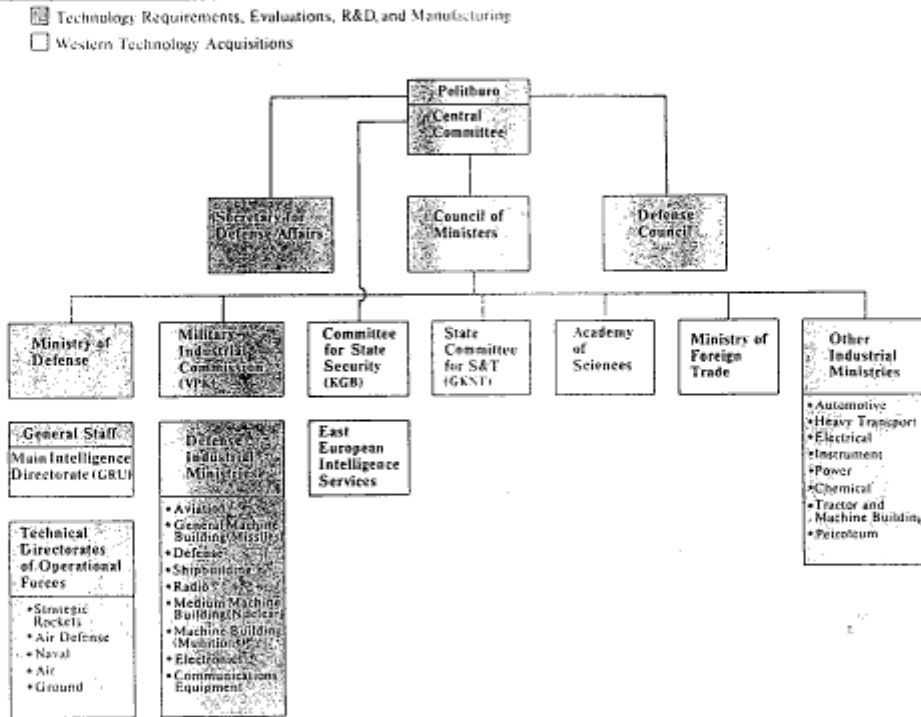 Technology Requirements, Evaluations, R&D, and Manufacturing
Western Technology Acquisitions
Politburo
Central
Committee
Secretary for
Defense Affairs
Council of
Ministers
Defense
Council
Ministry of
Defense
Military
Industrial
Commission
(VPK)
Committee
for State
Security
(KGB)
State
Committee
for S&T
(GKNT)
Academy
of
Sciences
Ministry of
Foreign
Trade
Other
Industrial
Ministries
• Automotive
• Heavy Transport
• Electrical
• Instrument
• Power
• Chemical
• Tractor and
Machine Building
• Petroleum
General Staff
Main Intelligence
Directorate (GRU)
Defense
Industrial
Ministries
• Aviation
• General Machine
Building (Missiles)
• Defense
• Shipbuilding
• Radio
• Medium Machine
Building (Nuclear)
• Machine Building
(Munitions)
• Electronics
• Communications
Equipment
East
European
Intelligence
Services
Technical
Directorates
of Operational
Forces
• Strategic
Rockets
• Air Defense
• Naval
• Air
• Ground